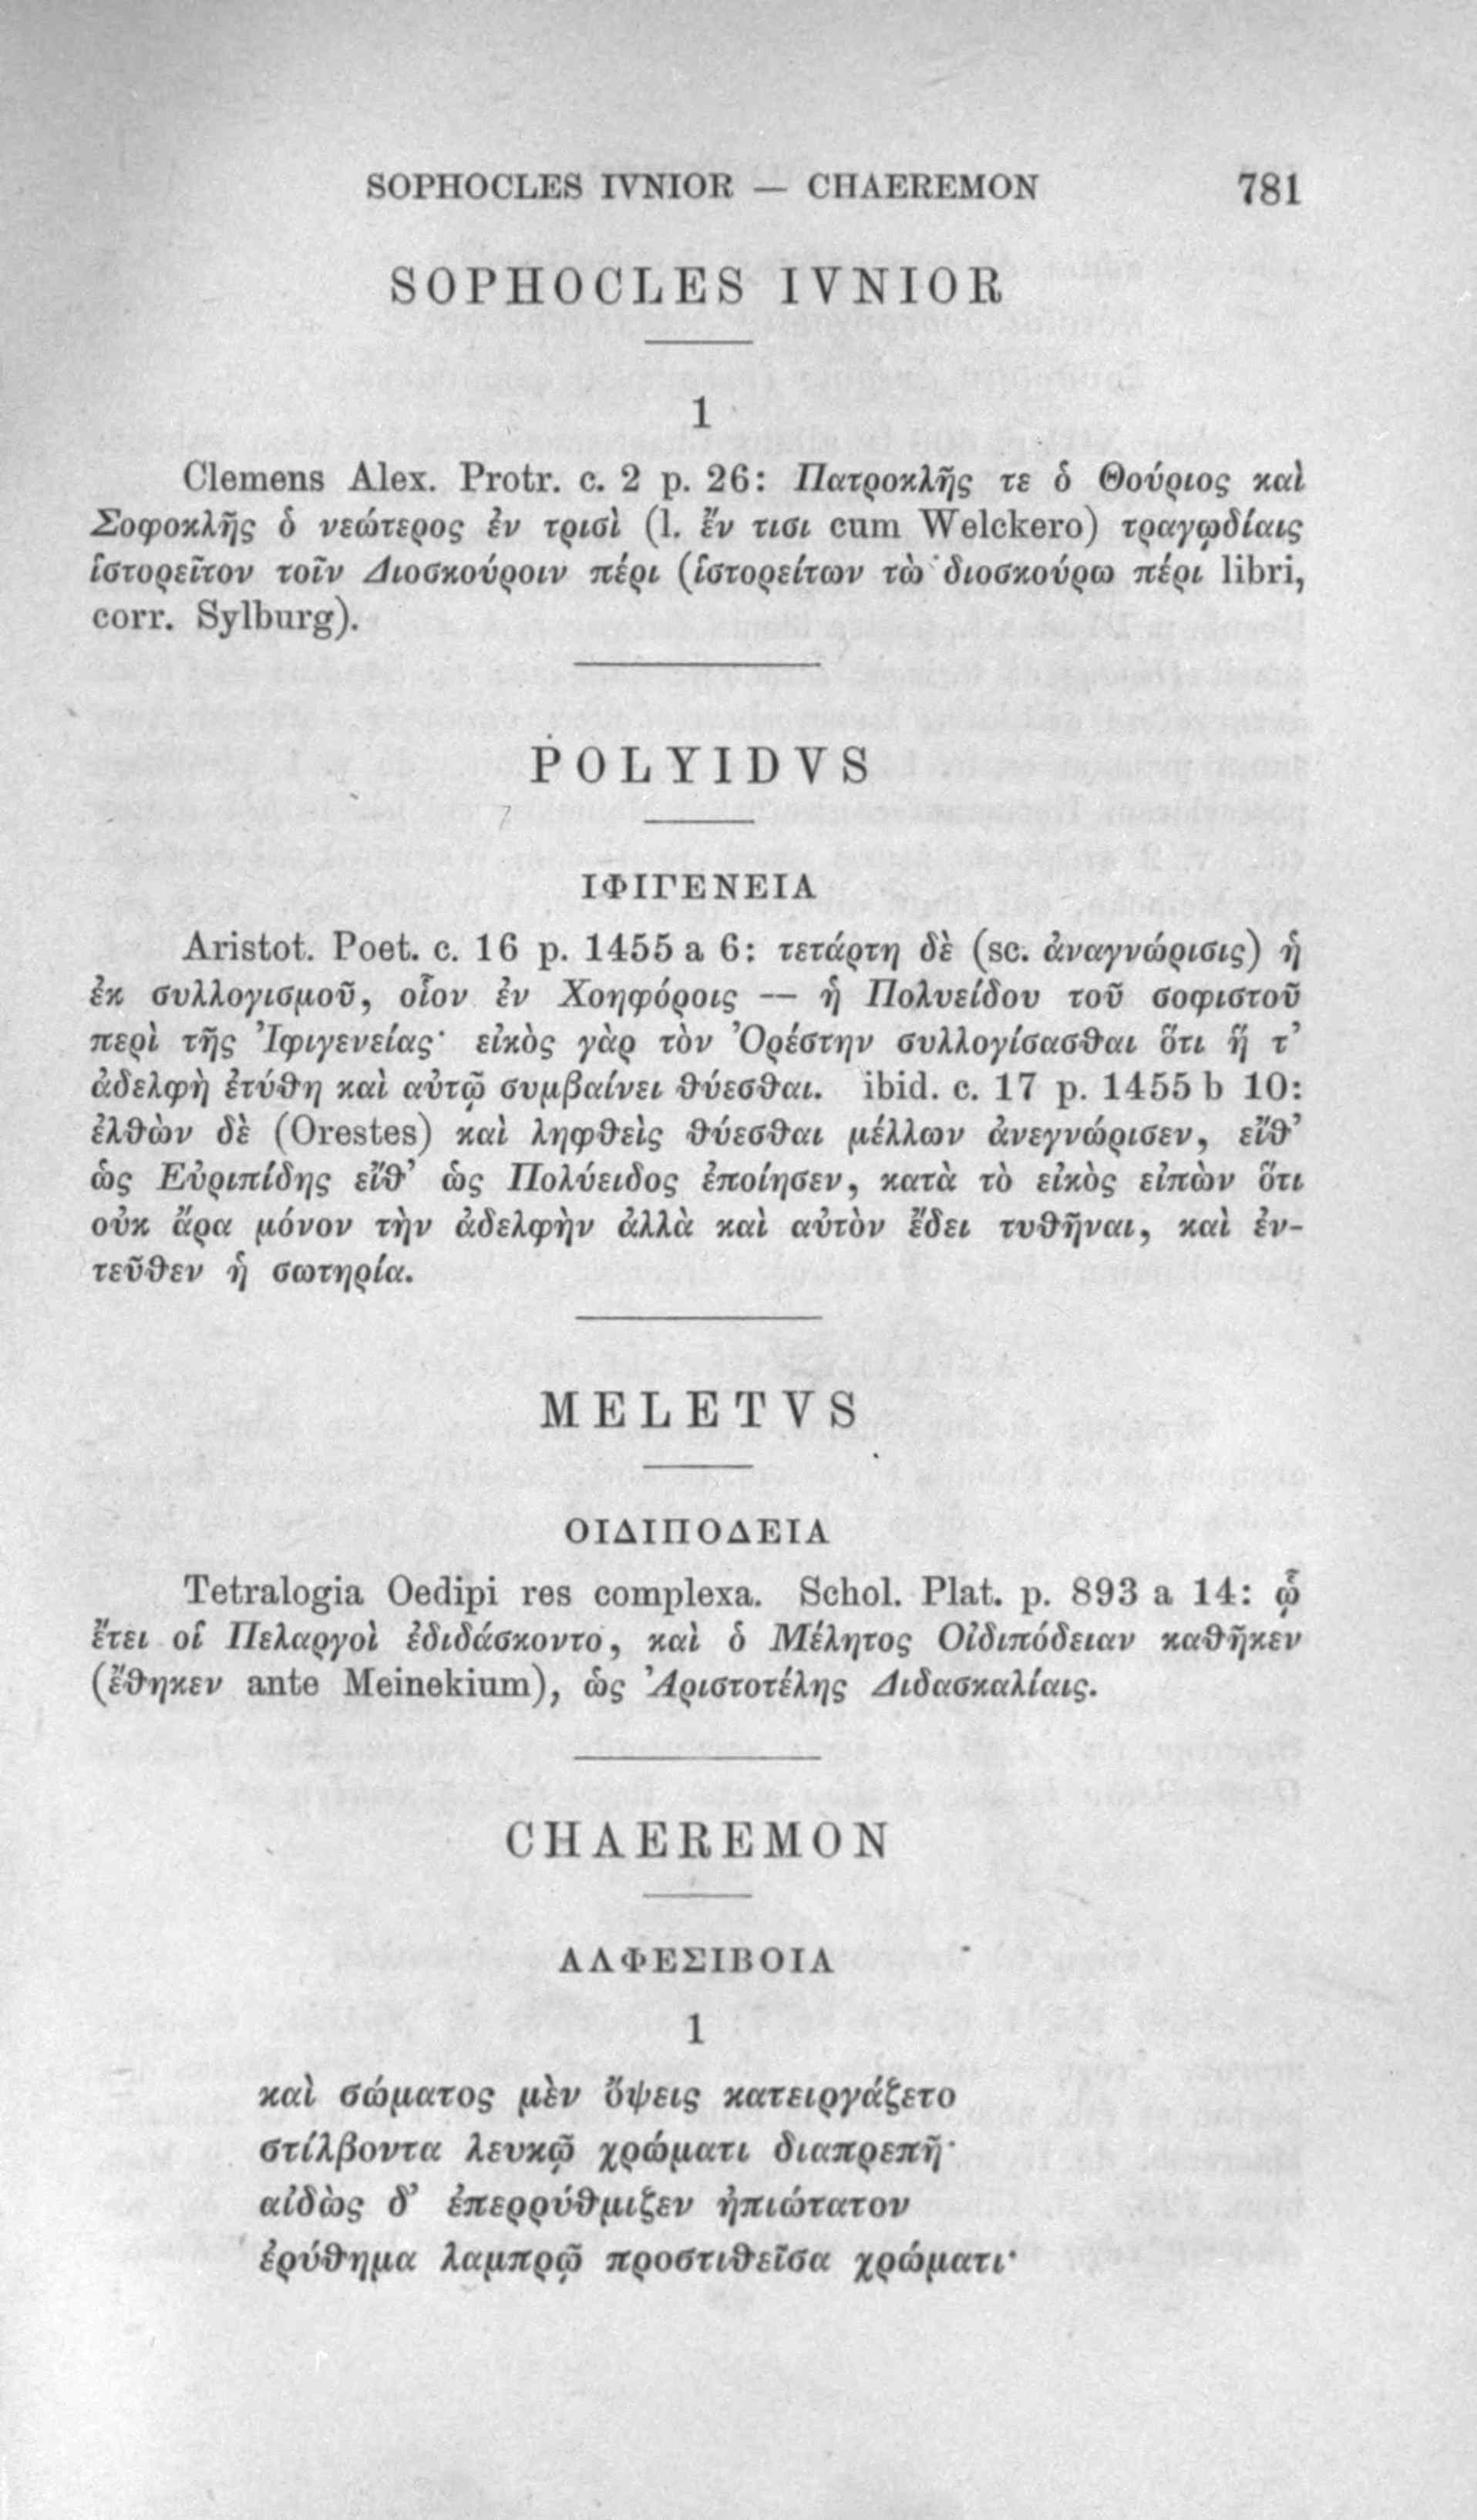 SOPHOCLES IVNIOR — CHAEREMON 781
SOPHOCLES IVNIOR
1
Clemens Alex. Protr. c. 2 p. 26: Πατροκλῆς τε ὁ Θούριος καὶ
Σοφοκλῆς ὁ νεώτερος ἐν τρισὶ (l. ἔν τισι cum Welckero) τραγῳδίαις
ἱστορεῖτον τοῖν Διοσκούροιν πέρι (ἱστορείτων τὼ διοσκούρω πέρι libri,
corr. Sylburg).
POLYIDVS
ΙΦΙΓΕΝΕΙΑ
Aristot. Poet. c. 16 p. 1455 a 6: τετάρτη δὲ (sc. ἀναγνώρισις) ἡ
ἐκ συλλογισμοῦ, οἷον ἐν Χοηφόροις — ἡ Πολυείδου τοῦ σοφιστοῦ
περὶ τῆς Ἰφιγενείας· εἰκὸς γὰρ τὸν Ὀρέστην συλλογίσασθαι ὅτι ἥ τ’
ἀδελφὴ ἐτύθη καὶ αὐτῷ συμβαίνει θύεσθαι. ibid. c. 17 p. 1455 b 10:
ἐλθὼν δὲ (Orestes) καὶ ληφθεὶς θύεσθαι μέλλων ἀνεγνώρισεν, εἴθ’
ὡς Εὐριπίδης εἴθ’ ὡς Πολύειδος ἐποίησεν, κατὰ τὸ εἰκὸς εἰπὼν ὅτι
οὐκ ἄρα μόνον τὴν ἀδελφὴν ἀλλὰ καὶ αὐτὸν ἔδει τυθῆναι, καὶ ἐν-
τεῦθεν ἡ σωτηρία.
MELETVS
ΟΙΔΙΠΟΔΕΙΑ
Tetralogia Oedipi res complexa. Schol. Plat. p. 893 a 14: ᾧ
ἔτει οἱ Πελαργοὶ ἐδιδάσκοντο, καὶ ὁ Μέλητος Οἰδιπόδειαν καθῆκεν
(ἔθηκεν ante Meinekium), ὡς Ἀριστοτέλης Διδασκαλίαις.
CHAEREMON
ΑΛΦΕΣΙΒΟΙΑ
1
καὶ σώματος μὲν ὄψεις κατειργάζετο
στίλβοντα λευκῷ χρώματι διαπρεπῆ·
αἰδὼς δ’ ἐπερρύθμιζεν ἠπιώτατον
ἐρύθημα λαμπρῷ προστιθεῖσα χρώματι·